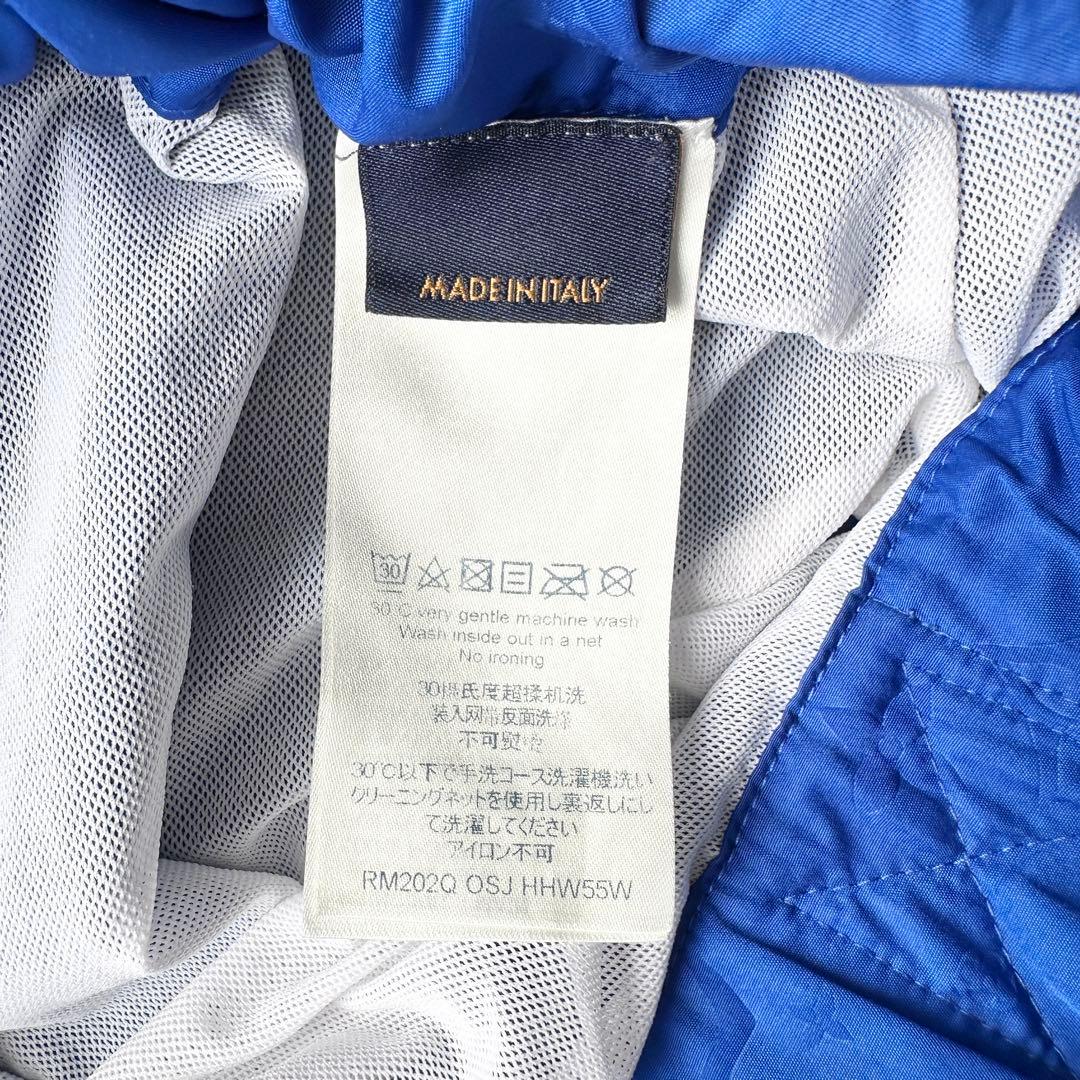 MADE IN ITALY
30
30°C very gentle machine wash
Wash inside out in a net
No ironing
30摄氏度超揉机洗
装入网带反面洗涤
不可熨烫
30℃以下で手洗コース洗濯機洗い
クリーニングネットを使用し裏返しにし
て洗濯してください
アイロン不可
RM202Q OSJ HHW55W